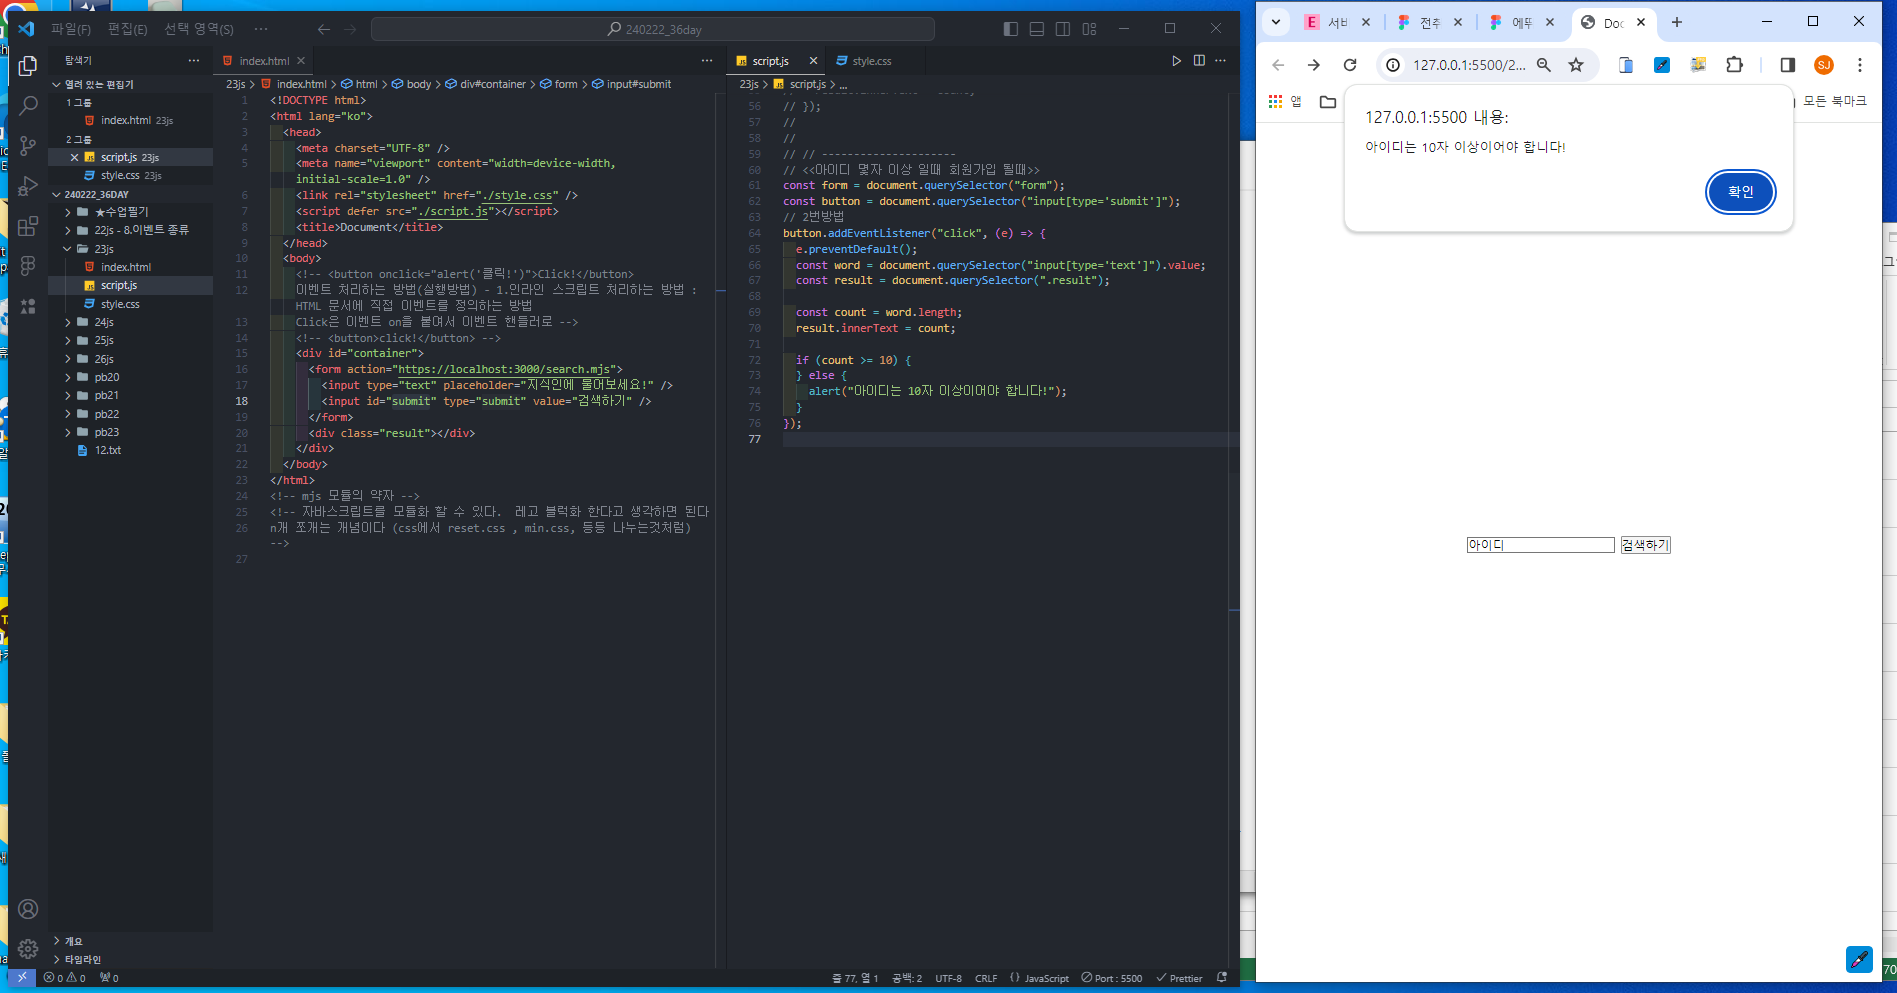 파일(F) 편집(E) 선택 영역(S) ···
240222_36day
탐색기
열려 있는 편집기
1 그룹
index.html 23js
2 그룹
script.js 23js
style.css 23js
240222_36DAY
★수업필기
22js - 8.이벤트 종류
23js
index.html
script.js
style.css
24js
25js
26js
pb20
pb21
pb22
pb23
12.txt
개요
타임라인
index.html
23js > index.html > html > body > div#container > form > input#submit
1 <!DOCTYPE html>
2 <html lang="ko">
3 <head>
4 <meta charset="UTF-8" />
5 <meta name="viewport" content="width=device-width,
initial-scale=1.0" />
6 <link rel="stylesheet" href="./style.css" />
7 <script defer src="./script.js"></script>
8 <title>Document</title>
9 </head>
10 <body>
11 <!-- <button onclick="alert('클릭!')">Click!</button>
12 이벤트 처리하는 방법(실행방법) - 1.인라인 스크립트 처리하는 방법 :
HTML 문서에 직접 이벤트를 정의하는 방법
13 Click은 이벤트 on을 붙여서 이벤트 핸들러로 -->
14 <!-- <button>click!</button> -->
15 <div id="container">
16 <form action="https://localhost:3000/search.mjs">
17 <input type="text" placeholder="지식인에 물어보세요!" />
18 <input id="submit" type="submit" value="검색하기" />
19 </form>
20 <div class="result"></div>
21 </div>
22 </body>
23 </html>
24 <!-- mjs 모듈의 약자 -->
25 <!-- 자바스크립트를 모듈화 할 수 있다. 레고 블럭화 한다고 생각하면 된다
26 n개 쪼개는 개념이다 (css에서 reset.css , min.css, 등등 나누는것처럼)
-->
27
script.js style.css
23js > script.js > ...
56 // });
57 //
58 //
59 // // ---------------------
60 // <<아이디 몇자 이상 일때 회원가입 될때>>
61 const form = document.querySelector("form");
62 const button = document.querySelector("input[type='submit']");
63 // 2번방법
64 button.addEventListener("click", (e) => {
65 e.preventDefault();
66 const word = document.querySelector("input[type='text']").value;
67 const result = document.querySelector(".result");
68
69 const count = word.length;
70 result.innerText = count;
71
72 if (count >= 10) {
73 } else {
74 alert("아이디는 10자 이상이어야 합니다!");
75 }
76 });
77
0 0 0
줄 77, 열 1 공백: 2 UTF-8 CRLF JavaScript Port : 5500 Prettier
서비 전추 에뚜 Doc
127.0.0.1:5500/2...
SJ
앱
모든 북마크
127.0.0.1:5500 내용:
아이디는 10자 이상이어야 합니다!
확인
아이디 검색하기
70